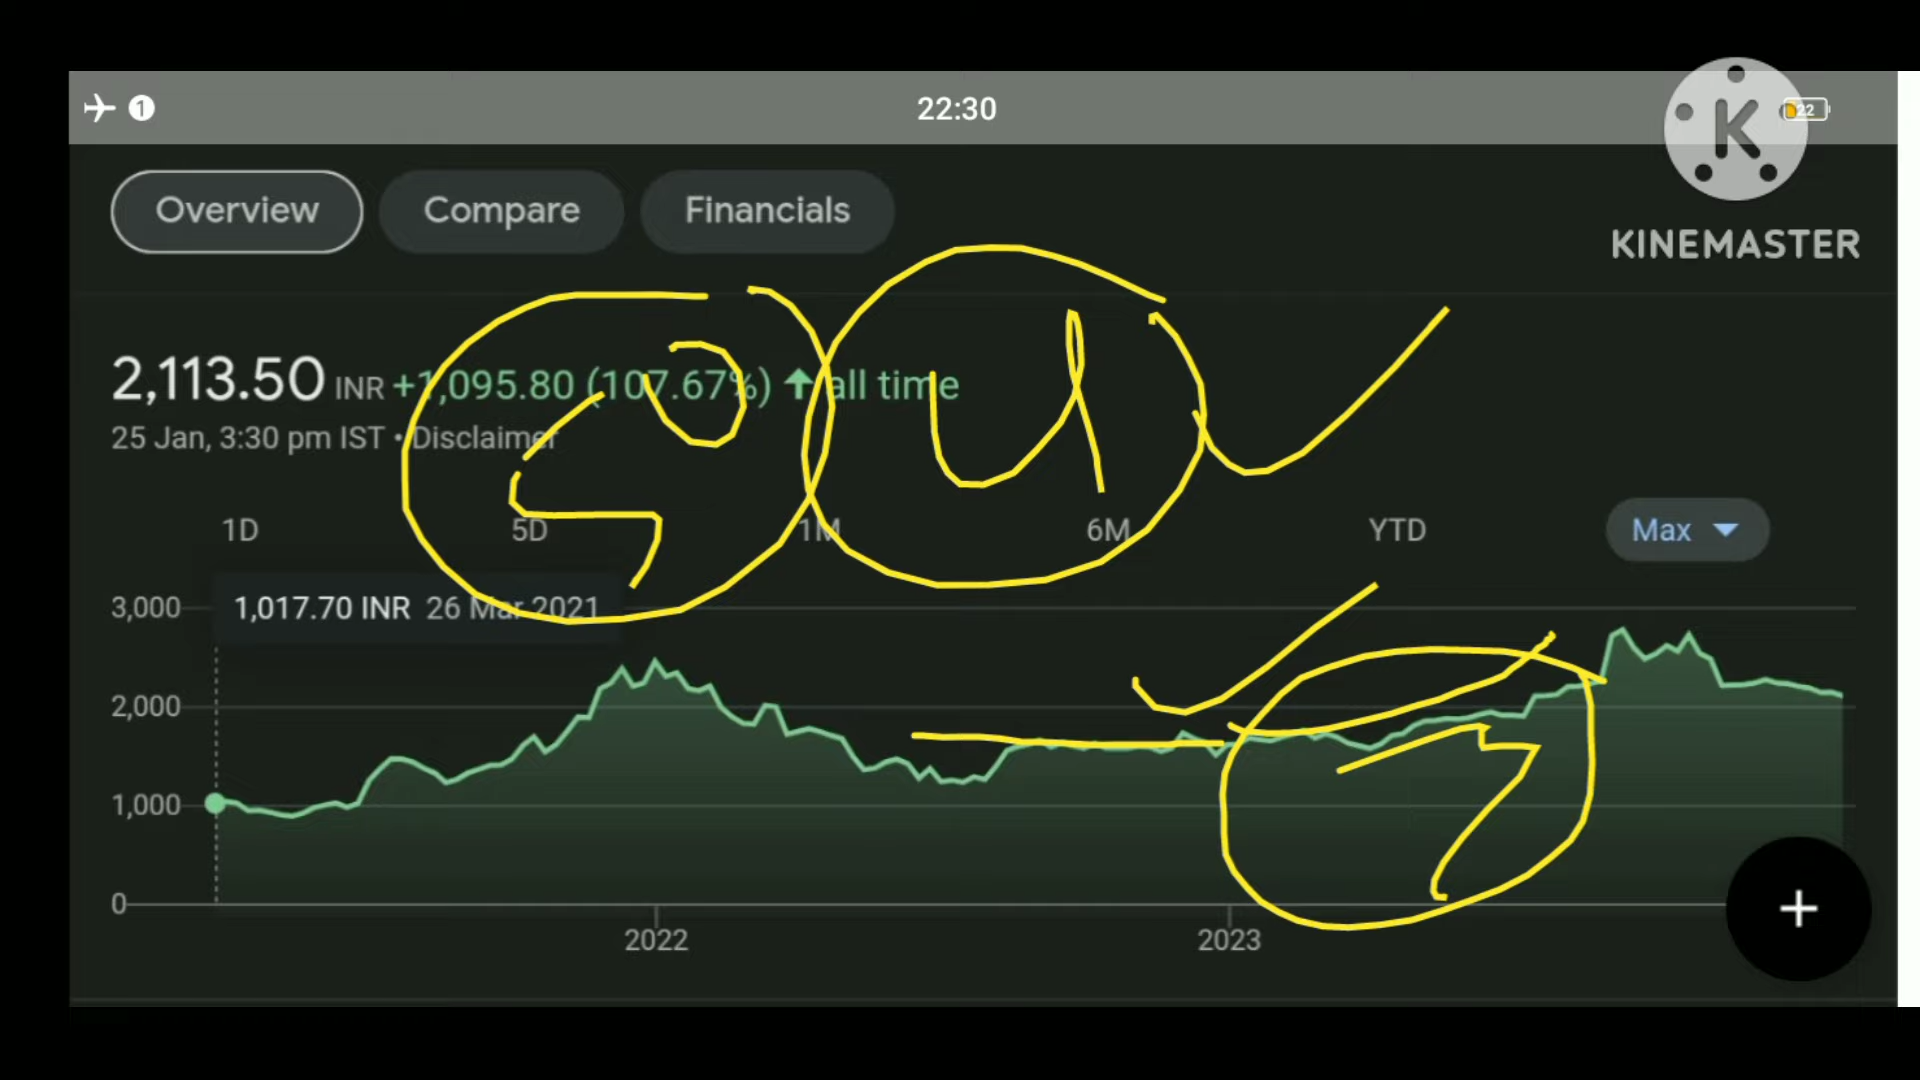 1 22:30 22
Overview Compare Financials
K
KINEMASTER
2,113.50 INR +1,095.80 (107.67%) ↑ all time
25 Jan, 3:30 pm IST • Disclaimer
1D 5D 1M 6M YTD Max
1,017.70 INR 26 Mar 2021
3,000
2,000
1,000
0
2022 2023
+